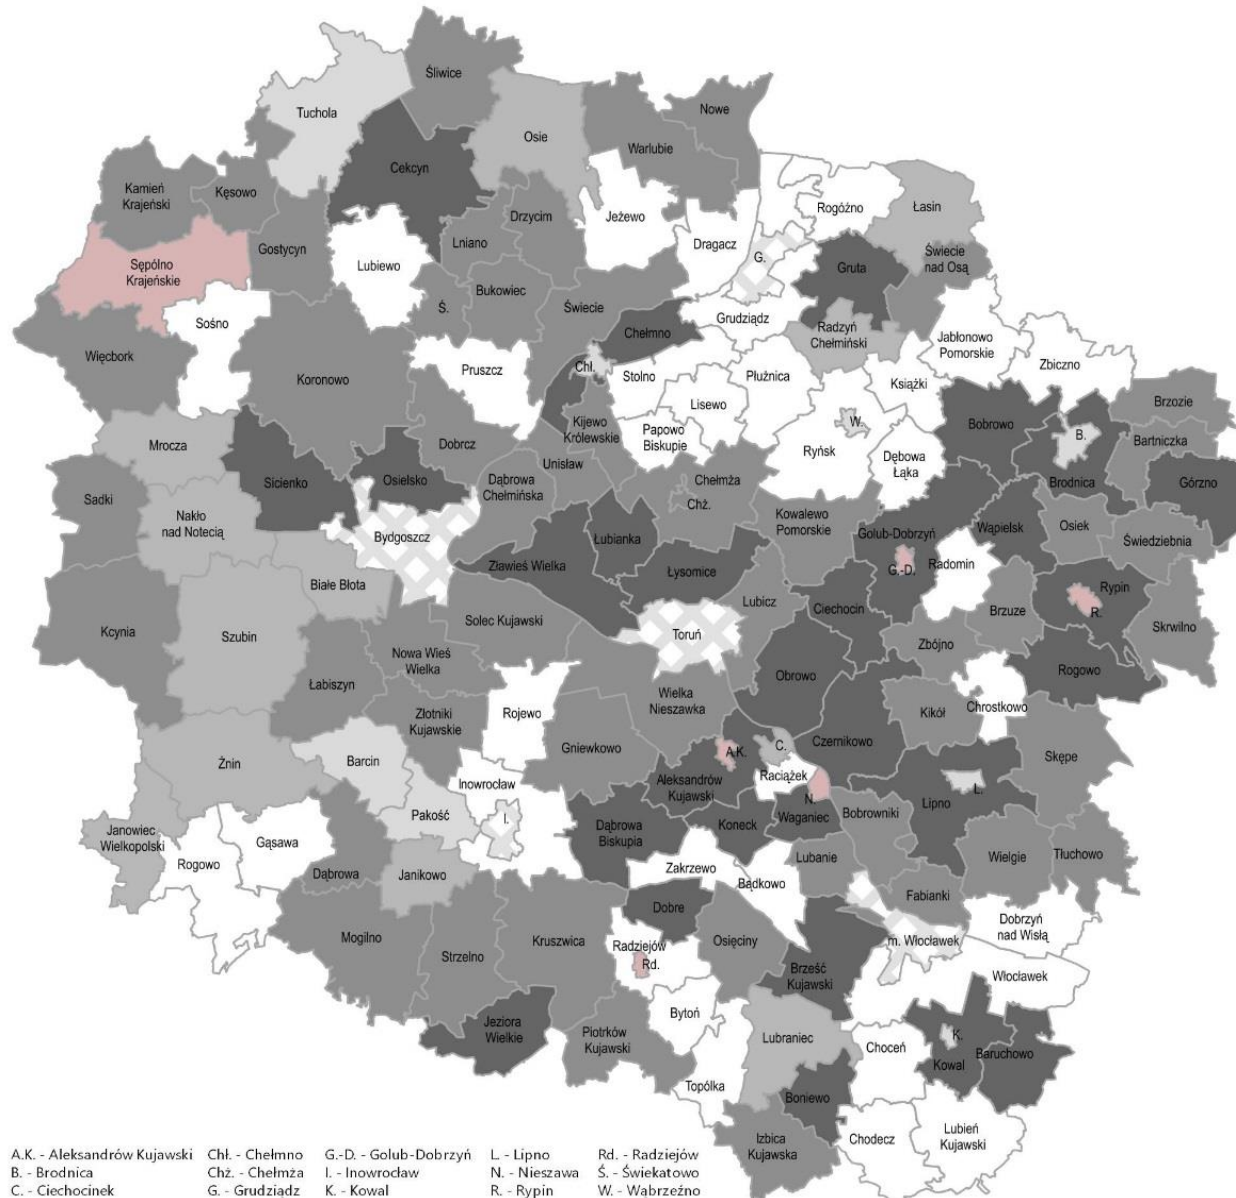 Śliwice
Tuchola
Nowe
Osie
Warlubie
Cekcyn
Kamień
Krajeński
Kęsowo
Rogóźno
Łasin
Drzycim
Jeżewo
Gostycyn
Lniano
Dragacz
Świecie
nad Osą
Sępólno
Krajeńskie
Lubiewo
G.
Gruta
Bukowiec
Ś.
Świecie
Sośno
Grudziądz
Chełmno
Radzyń
Chełmiński
Jabłonowo
Pomorskie
Więcbork
Zbiczno
Chł.
Koronowo
Pruszcz
Stolno
Płużnica
Książki
Lisewo
Brzozie
Kijewo
Królewskie
W.
Bobrowo
B.
Bartniczka
Mrocza
Dobrcz
Papowo
Biskupie
Ryńsk
Dębowa
Łąka
Unisław
Osielsko
Sicienko
Dąbrowa
Chełmińska
Chełmża
Chż.
Brodnica
Górzno
Sadki
Nakło
nad Notecią
Kowalewo
Pomorskie
Osiek
Golub-Dobrzyń
Wąpielsk
Bydgoszcz
Łubianka
Świedziebnia
Zławieś Wielka
Łysomice
G.-D.
Radomin
Białe Błota
Rypin
R.
Lubicz
Ciechocin
Brzuze
Solec Kujawski
Kcynia
Szubin
Toruń
Skrwilno
Zbójno
Nowa Wieś
Wielka
Rogowo
Łabiszyn
Obrowo
Wielka
Nieszawka
Rojewo
Chrostkowo
Kikół
Złotniki
Kujawskie
Czernikowo
Gniewkowo
A.K.
C.
Skępe
Żnin
Barcin
Raciążek
Aleksandrów
Kujawski
Inowrocław
L.
N.
Lipno
Pakość
I.
Waganiec
Bobrowniki
Koneck
Dąbrowa
Biskupia
Janowiec
Wielkopolski
Gąsawa
Rogowo
Lubanie
Wielgie
Tłuchowo
Zakrzewo
Dąbrowa
Janikowo
Bądkowo
Fabianki
Dobre
Dobrzyń
nad Wisłą
Mogilno
Kruszwica
Osięciny
m. Włocławek
Radziejów
Strzelno
Rd.
Brześć
Kujawski
Włocławek
Bytoń
Jeziora
Wielkie
Piotrków
Kujawski
Lubraniec
K.
Choceń
Baruchowo
Kowal
Topólka
Boniewo
Lubień
Kujawski
Izbica
Kujawska
Chodecz
A.K. - Aleksandrów Kujawski Chł. - Chełmno G.-D. - Golub-Dobrzyń L. - Lipno Rd. - Radziejów
B. - Brodnica Chż. - Chełmża I. - Inowrocław N. - Nieszawa Ś. - Świekatowo
C. - Ciechocinek G. - Grudziądz K. - Kowal R. - Rypin W. - Wąbrzeźno